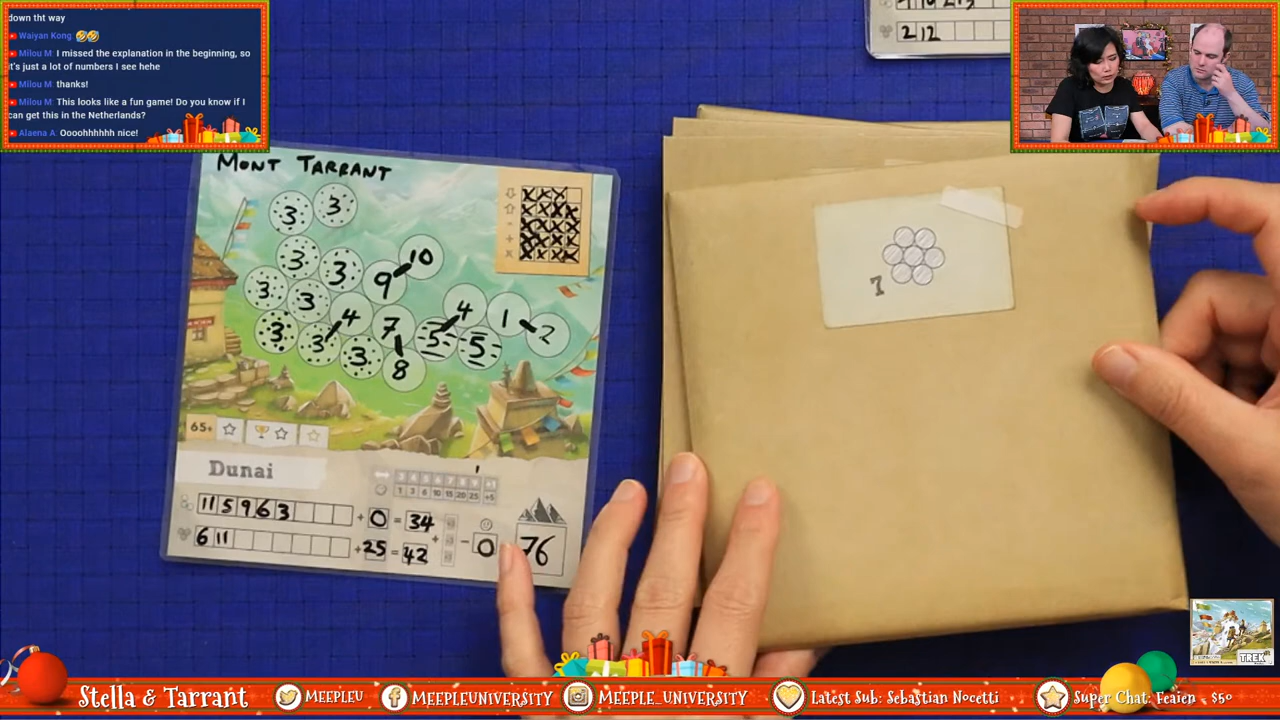 down tht way
Waiyan Kong 🤣🤣
Milou M I missed the explanation in the beginning, so
it's just a lot of numbers I see hehe
Milou M thanks!
Milou M This looks like a fun game! Do you know if I
can get this in the Netherlands?
Alaena A Oooohhhhhh nice!
2 12
MONT TARRANT
3 3
3 3 9 10
3 3 4 7 5 4 1 2
3 3 3 8 5
7
65+
Dunai
11 5 9 6 3 + 0 = 34
6 11 + 25 = 42
- 0 76
TREK
Stella & Tarrant
MEEPLEU
MEEPLEUNIVERSITY
MEEPLE_UNIVERSITY
Latest Sub: Sebastian Nocetti
Super Chat: Feaien - $50